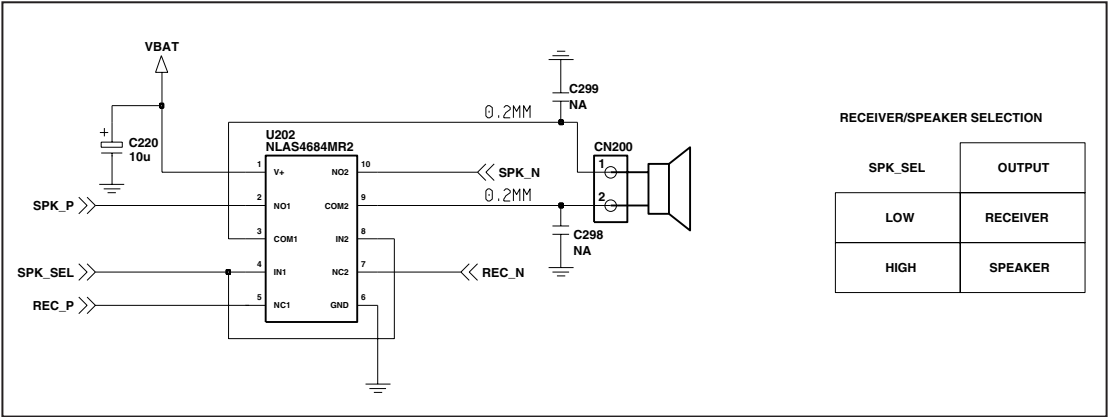 VBAT
+
C220
10u
C299
NA
0.2MM
U202
NLAS4684MR2
1 V+
2 NO1
3 COM1
4 IN1
5 NC1
10 NO2
9 COM2
8 IN2
7 NC2
6 GND
SPK_P
SPK_SEL
REC_P
SPK_N
0.2MM
REC_N
CN200
1
2
C298
NA
RECEIVER/SPEAKER SELECTION
SPK_SEL OUTPUT
LOW RECEIVER
HIGH SPEAKER